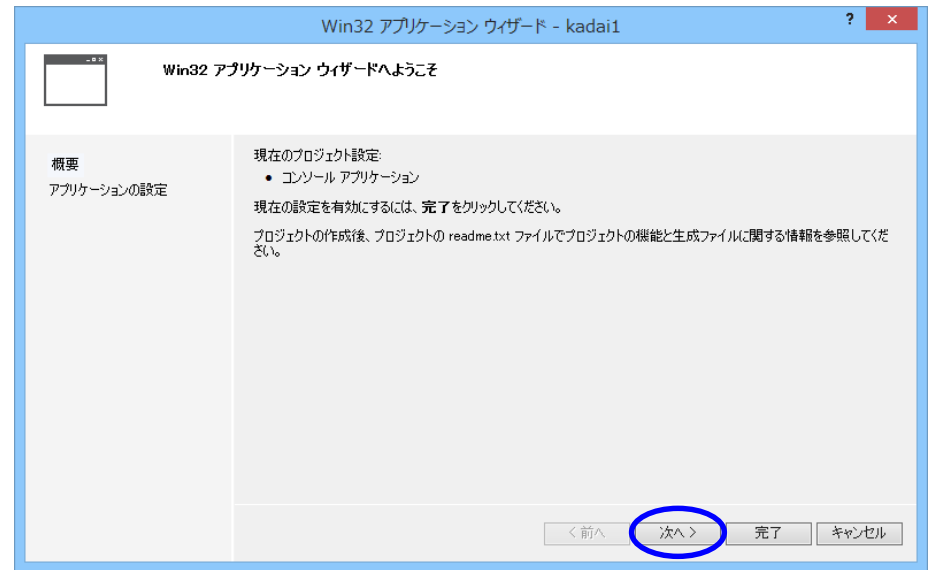 Win32 アプリケーション ウィザード - kadai1
Win32 アプリケーション ウィザードへようこそ
概要
アプリケーションの設定
現在のプロジェクト設定:
• コンソール アプリケーション
現在の設定を有効にするには、完了をクリックしてください。
プロジェクトの作成後、プロジェクトの readme.txt ファイルでプロジェクトの機能と生成ファイルに関する情報を参照してくだ
さい。
< 前へ
次へ >
完了
キャンセル